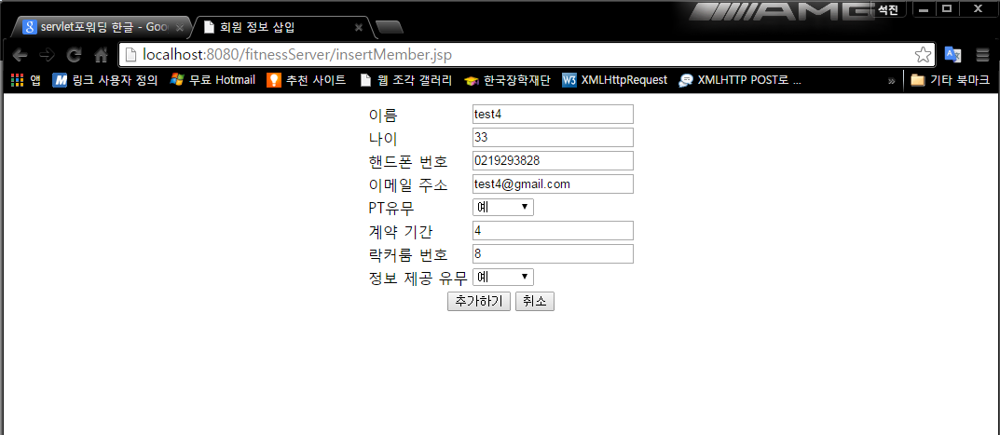 AMG 석진
servlet포워딩 한글 - Goo
회원 정보 삽입
localhost:8080/fitnessServer/insertMember.jsp
앱 링크 사용자 정의 무료 Hotmail 추천 사이트 웹 조각 갤러리 한국장학재단 XMLHttpRequest XMLHTTP POST로 ... » 기타 북마크
이름 test4
나이 33
핸드폰 번호 0219293828
이메일 주소 test4@gmail.com
PT유무 예
계약 기간 4
락커룸 번호 8
정보 제공 유무 예
추가하기 취소